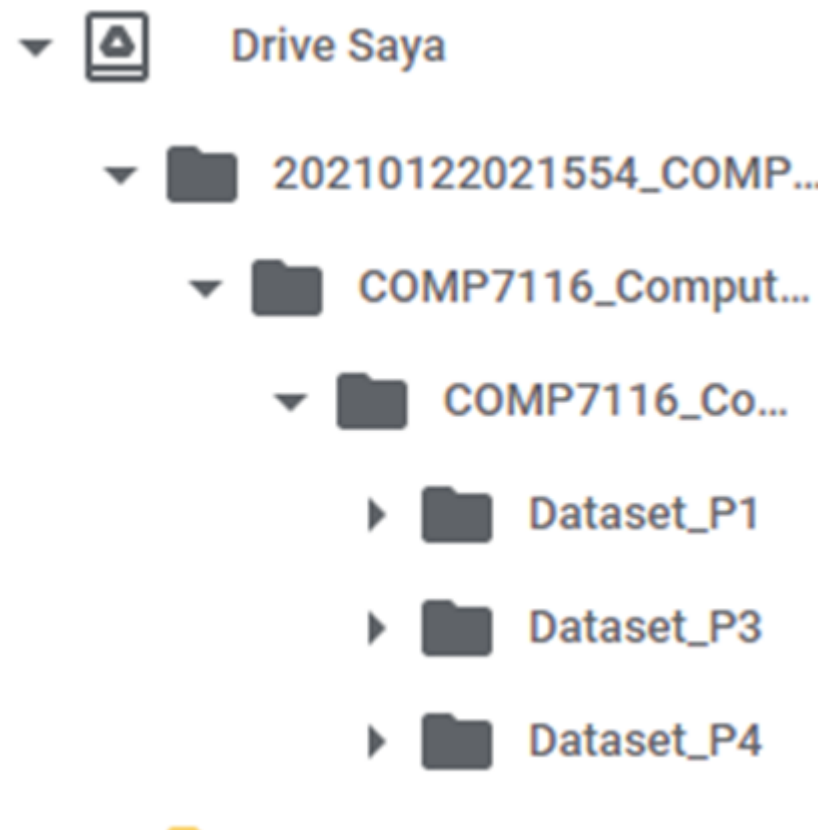 Drive Saya
20210122021554_COMP...
COMP7116_Comput...
COMP7116_Co...
Dataset_P1
Dataset_P3
Dataset_P4